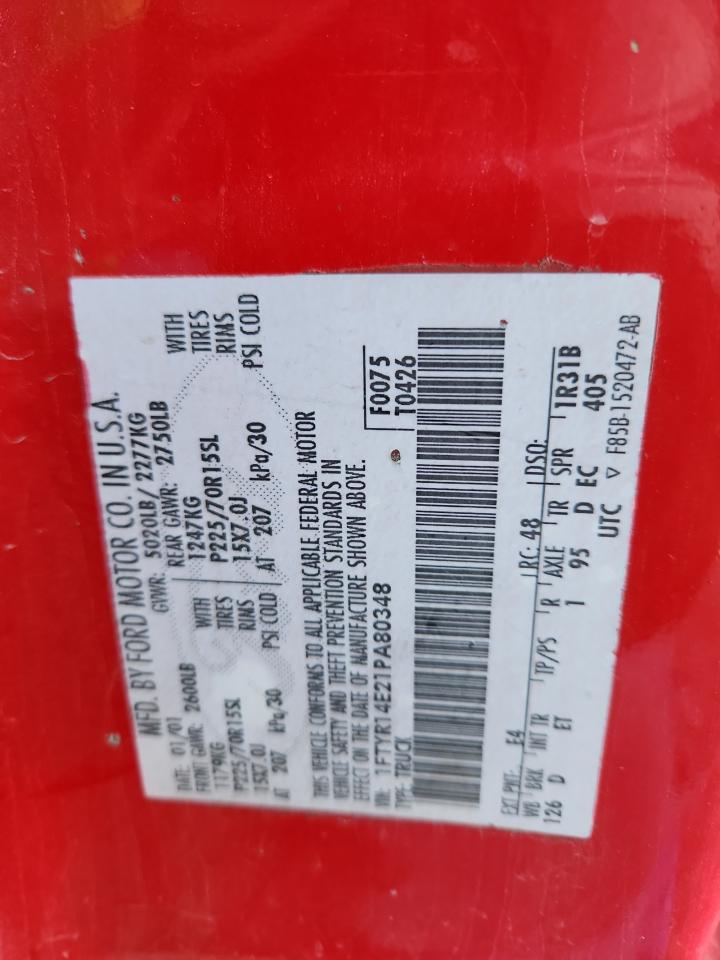 MFD. BY FORD MOTOR CO. IN U.S.A.
DATE: 01/01 GVWR: 5020LB/ 2277KG
FRONT GAWR: 2600LB REAR GAWR: 2750LB
1179KG WITH 1247KG WITH
P225/70R15SL TIRES P225/70R15SL TIRES
15X7.0J RIMS 15X7.0J RIMS
AT 207 kPa/30 PSI COLD AT 207 kPa/30 PSI COLD
THIS VEHICLE CONFORMS TO ALL APPLICABLE FEDERAL MOTOR
VEHICLE SAFETY AND THEFT PREVENTION STANDARDS IN
EFFECT ON THE DATE OF MANUFACTURE SHOWN ABOVE.
VIN: 1FTYR14E21PA80348 F0075
TYPE: TRUCK T0426
EXT PNT: E4 RC: 48 DSO:
WB BRK INT TR TP/PS R AXLE TR SPR 1R31B
126 D ET 1 95 D EC 405
UTC ▽ F85B-1520472-AB